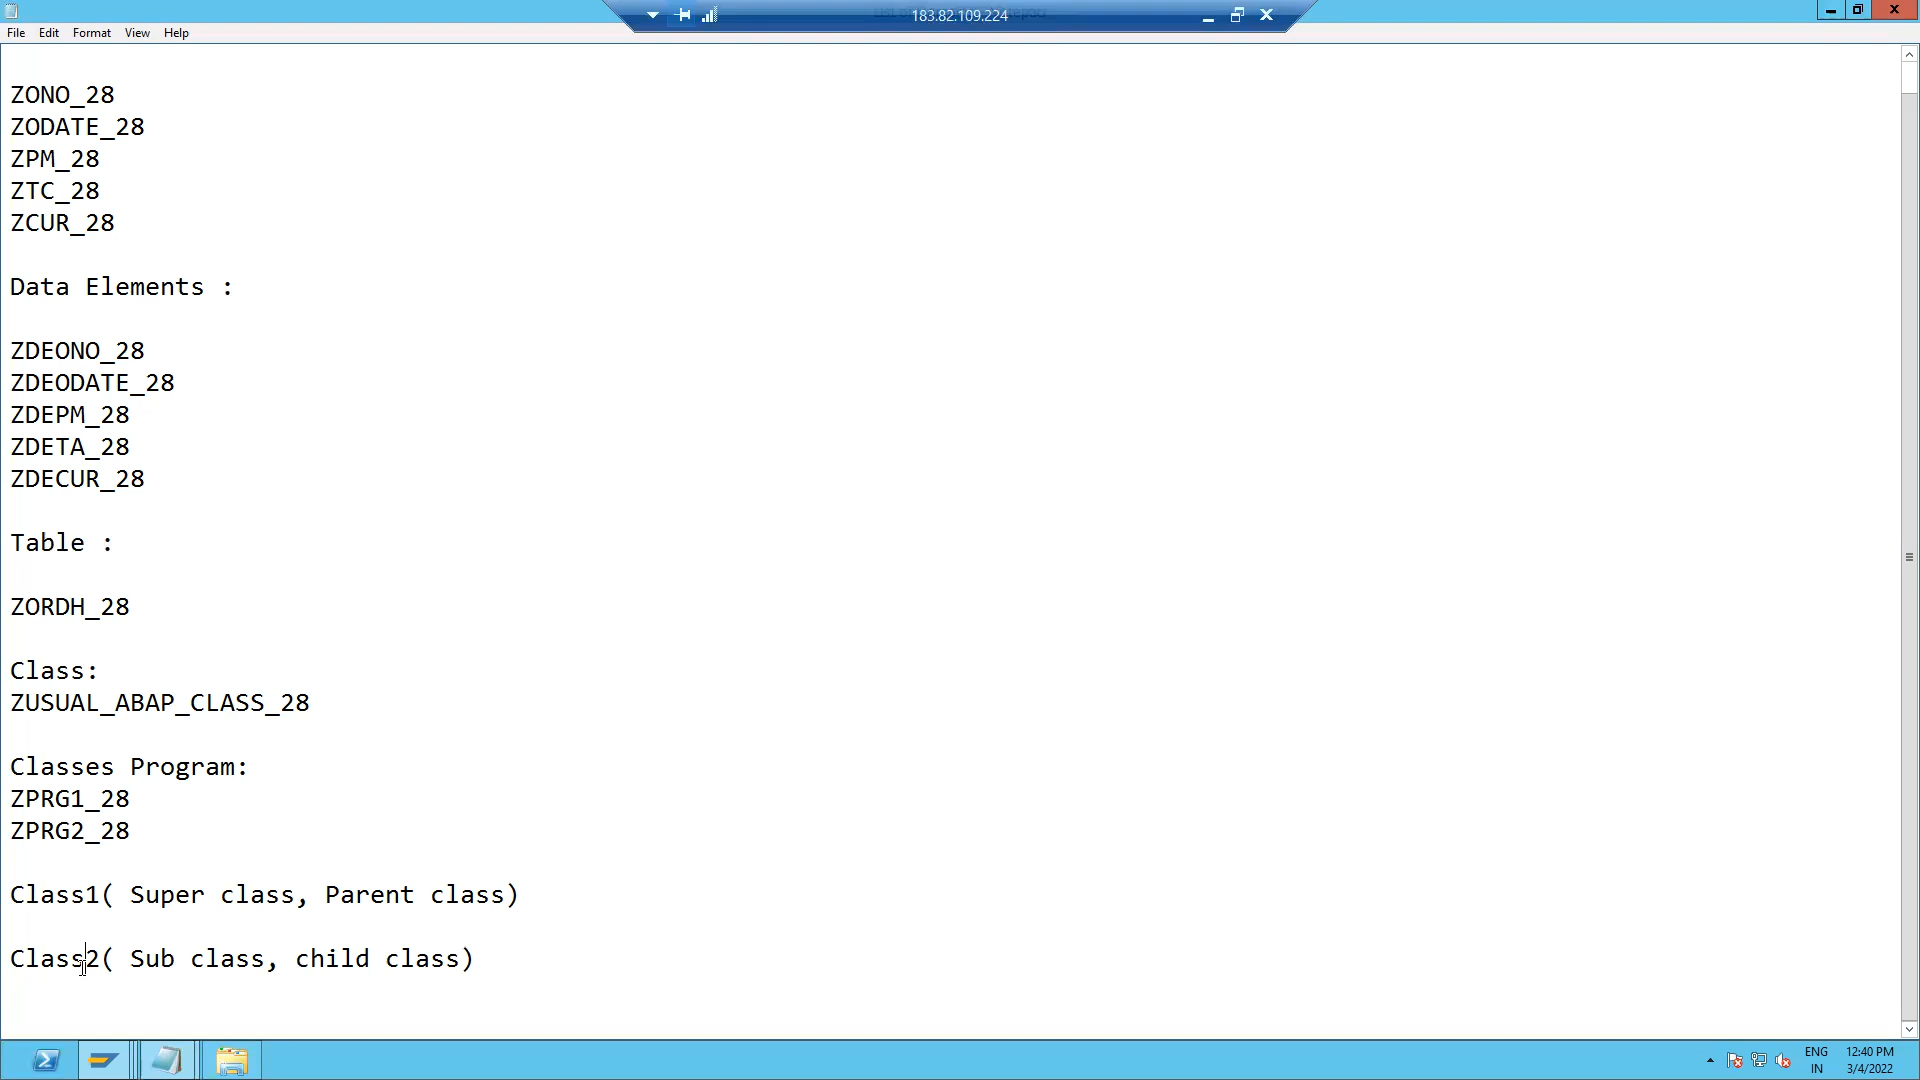 183.82.109.224
File Edit Format View Help
ZONO_28
ZODATE_28
ZPM_28
ZTC_28
ZCUR_28
Data Elements :
ZDEONO_28
ZDEODATE_28
ZDEPM_28
ZDETA_28
ZDECUR_28
Table :
ZORDH_28
Class:
ZUSUAL_ABAP_CLASS_28
Classes Program:
ZPRG1_28
ZPRG2_28
Class1( Super class, Parent class)
Class2( Sub class, child class)
ENG 12:40 PM
IN 3/4/2022